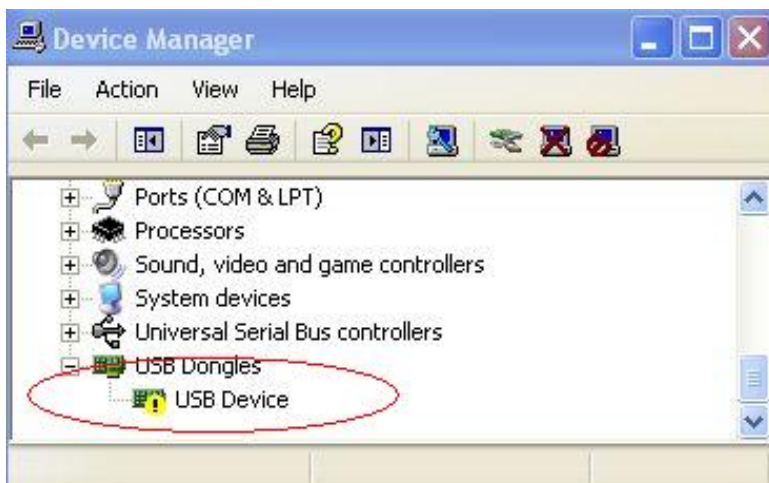 Device Manager
File Action View Help
Ports (COM & LPT)
Processors
Sound, video and game controllers
System devices
Universal Serial Bus controllers
USB Dongles
USB Device